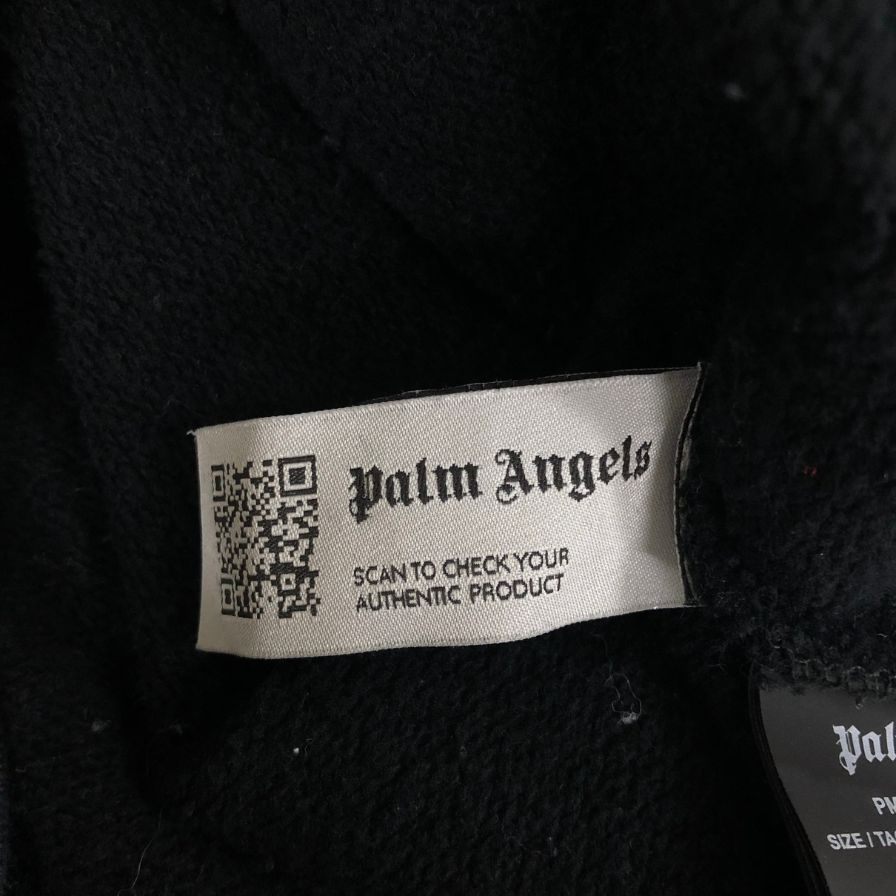 Palm Angels
SCAN TO CHECK YOUR
AUTHENTIC PRODUCT